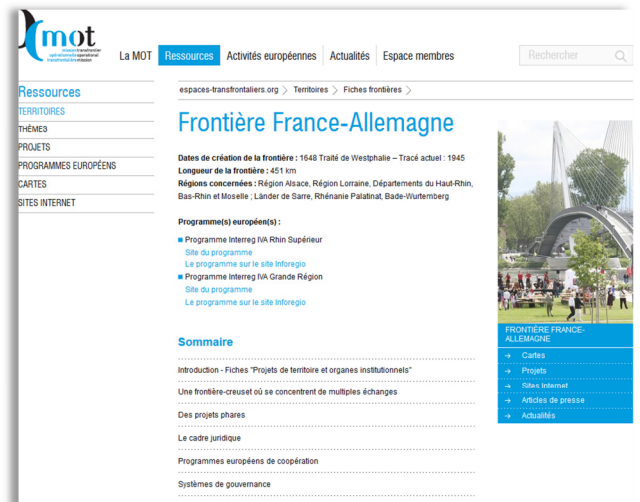 mot
mission transfrontalière
opérationnelle operational
transfrontalière mission
La MOT
Ressources
Activités européennes
Actualités
Espace membres
Rechercher
Ressources
TERRITOIRES
THÈMES
PROJETS
PROGRAMMES EUROPÉENS
CARTES
SITES INTERNET
espaces-transfrontaliers.org > Territoires > Fiches frontières >
Frontière France-Allemagne
Dates de création de la frontière : 1648 Traité de Westphalie – Tracé actuel : 1945
Longueur de la frontière : 451 km
Régions concernées : Région Alsace, Région Lorraine, Départements du Haut-Rhin,
Bas-Rhin et Moselle ; Länder de Sarre, Rhénanie Palatinat, Bade-Wurtemberg
Programme(s) européen(s) :
Programme Interreg IVA Rhin Supérieur
Site du programme
Le programme sur le site Inforegio
Programme Interreg IVA Grande Région
Site du programme
Le programme sur le site Inforegio
Sommaire
Introduction - Fiches "Projets de territoire et organes institutionnels"
Une frontière-creuset où se concentrent de multiples échanges
Des projets phares
Le cadre juridique
Programmes européens de coopération
Systèmes de gouvernance
FRONTIÈRE FRANCE-
ALLEMAGNE
Cartes
Projets
Sites Internet
Articles de presse
Actualités